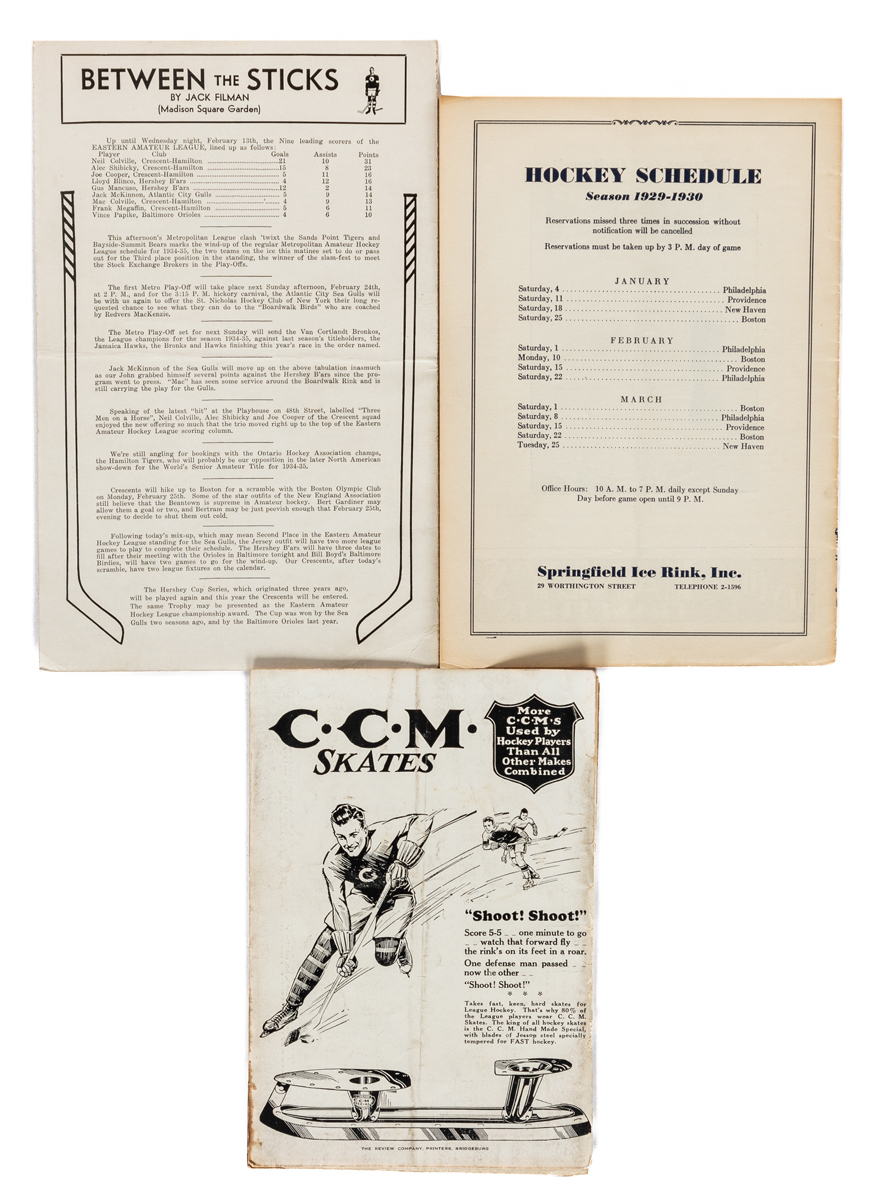 BETWEEN THE STICKS
BY JACK FILMAN
(Madison Square Garden)
Up until Wednesday night, February 13th, the Nine leading scorers of the
EASTERN AMATEUR LEAGUE, lined up as follows:
Player Club Goals Assists Points
Neil Colville, Crescent-Hamilton 21 10 31
Alec Shibicky, Crescent-Hamilton 15 8 23
Joe Cooper, Crescent-Hamilton 5 11 16
Lloyd Blinco, Hershey B'ars 4 12 16
Gus Mancuso, Hershey B'ars 12 2 14
Jack McKinnon, Atlantic City Gulls 5 9 14
Mac Colville, Crescent-Hamilton 4 9 13
Frank Megaffin, Crescent-Hamilton 5 6 11
Vince Papike, Baltimore Orioles 4 6 10
This afternoon's Metropolitan League clash 'twixt the Sands Point Tigers and
Bayside-Summit Bears marks the wind-up of the regular Metropolitan Amateur Hockey
League schedule for 1934-35, the two teams on the ice this matinee set to do or pass
out for the Third place position in the standing, the winner of the slam-fest to meet
the Stock Exchange Brokers in the Play-Offs.
The first Metro Play-Off will take place next Sunday afternoon, February 24th,
at 2 P. M., and for the 3:15 P. M. hickory carnival, the Atlantic City Sea Gulls will
be with us again to offer the St. Nicholas Hockey Club of New York their long re-
quested chance to see what they can do to the "Boardwalk Birds" who are coached
by Redvers MacKenzie.
The Metro Play-Off set for next Sunday will send the Van Cortlandt Bronkos,
the League champions for the season 1934-35, against last season's titleholders, the
Jamaica Hawks, the Bronks and Hawks finishing this year's race in the order named.
Jack McKinnon of the Sea Gulls will move up on the above tabulation inasmuch
as our John grabbed himself several points against the Hershey B'ars since the pro-
gram went to press. "Mac" has seen some service around the Boardwalk Rink and is
still carrying the play for the Gulls.
Speaking of the latest "hit" at the Playhouse on 48th Street, labelled "Three
Men on a Horse", Neil Colville, Alec Shibicky and Joe Cooper of the Crescent squad
enjoyed the new offering so much that the trio moved right up to the top of the Eastern
Amateur Hockey League scoring column.
We're still angling for bookings with the Ontario Hockey Association champs,
the Hamilton Tigers, who will probably be our opposition in the later North American
show-down for the World's Senior Amateur Title for 1934-35.
Crescents will hike up to Boston for a scramble with the Boston Olympic Club
on Monday, February 25th. Some of the star outfits of the New England Association
still believe that the Beantown is supreme in Amateur hockey. Bert Gardiner may
allow them a goal or two, and Bertram may be just peevish enough that February 25th,
evening to decide to shut them out cold.
Following today's mix-up, which may mean Second Place in the Eastern Amateur
Hockey League standing for the Sea Gulls, the Jersey outfit will have two more league
games to play to complete their schedule. The Hershey B'ars will have three dates to
fill after their meeting with the Orioles in Baltimore tonight and Bill Boyd's Baltimore
Birdies, will have two games to go for the wind-up. Our Crescents, after today's
scramble, have two league fixtures on the calendar.
The Hershey Cup Series, which originated three years ago,
will be played again and this year the Crescents will be entered.
The same Trophy may be presented as the Eastern Amateur
Hockey League championship award. The Cup was won by the Sea
Gulls two seasons ago, and by the Baltimore Orioles last year.
HOCKEY SCHEDULE
Season 1929-1930
Reservations missed three times in succession without
notification will be cancelled
Reservations must be taken up by 3 P. M. day of game
JANUARY
Saturday, 4 Philadelphia
Saturday, 11 Providence
Saturday, 18 New Haven
Saturday, 25 Boston
FEBRUARY
Saturday, 1 Philadelphia
Monday, 10 Boston
Saturday, 15 Providence
Saturday, 22 Philadelphia
MARCH
Saturday, 1 Boston
Saturday, 8 Philadelphia
Saturday, 15 Providence
Saturday, 22 Boston
Tuesday, 25 New Haven
Office Hours: 10 A. M. to 7 P. M. daily except Sunday
Day before game open until 9 P. M.
Springfield Ice Rink, Inc.
29 WORTHINGTON STREET TELEPHONE 2-1596
C·C·M·
SKATES
More
C·C·M·s
Used by
Hockey Players
Than All
Other Makes
Combined
C
"Shoot! Shoot!"
Score 5-5 _ _ one minute to go
_ _ watch that forward fly _ _
the rink's on its feet in a roar.
One defense man passed _ _
now the other _ _
"Shoot! Shoot!"
* * *
Takes fast, keen, hard skates for
League Hockey. That's why 80% of
the League players wear C. C. M.
Skates. The king of all hockey skates
is the C. C. M. Hand Made Special,
with blades of Jessop steel specially
tempered for FAST hockey.
THE REVIEW COMPANY, PRINTERS, BRIDGEBURG